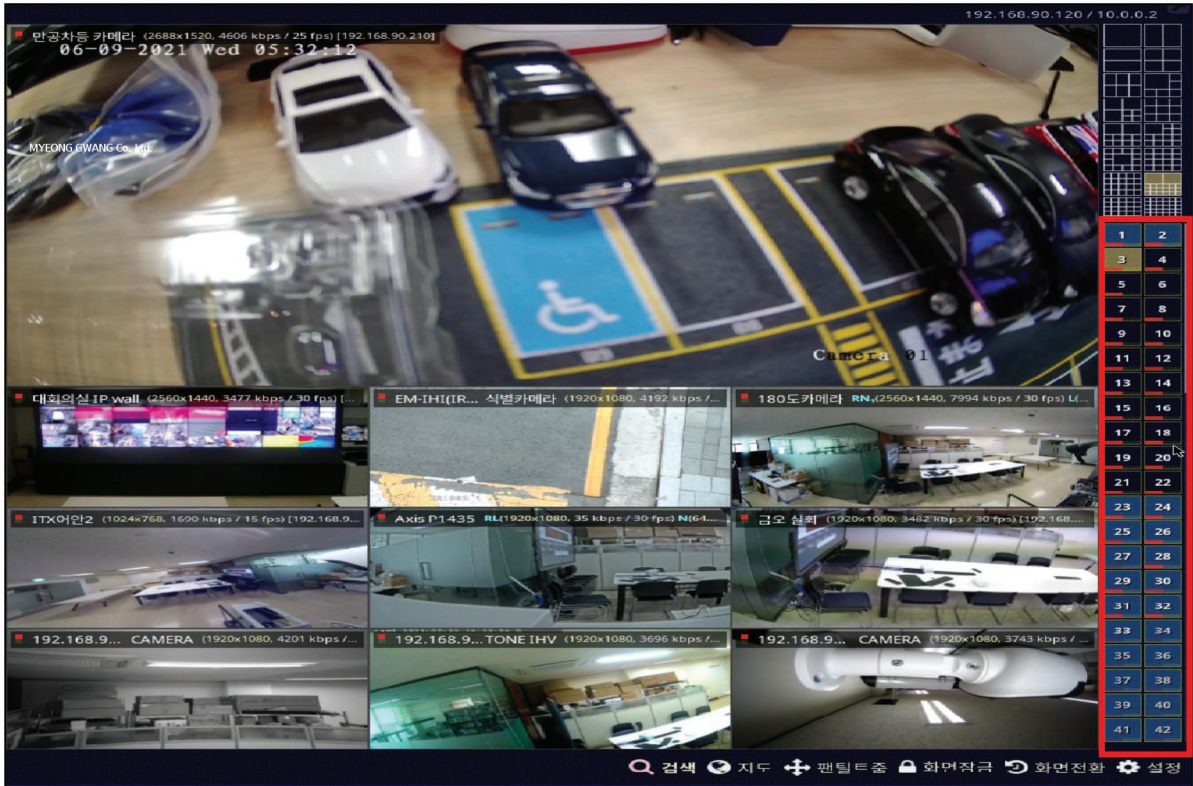 192.168.90.120 / 10.0.0.2
만공차등 카메라 (2688x1520, 4606 kbps / 25 fps) [192.168.90.210]
06-09-2021 Wed 05:32:12
MYEONG GWANG Co., Ltd.
Camera 01
대회의실 IP wall (2560x1440, 3477 kbps / 30 fps) [...
EM-IHI(IR... 식별카메라 (1920x1080, 4192 kbps /...
180도카메라 RN,(2560x1440, 7994 kbps / 30 fps) L(...
ITX어안2 (1024x768, 1690 kbps / 15 fps) [192.168.9...
Axis P1435 RL(1920x1080, 35 kbps / 30 fps) N(64...
금오 실회 (1920x1080, 3482 kbps / 30 fps) [192.168....
192.168.9... CAMERA (1920x1080, 4201 kbps /...
192.168.9...TONE IHV (1920x1080, 3696 kbps /...
192.168.9... CAMERA (1920x1080, 3743 kbps / ...
1 2
3 4
5 6
7 8
9 10
11 12
13 14
15 16
17 18
19 20
21 22
23 24
25 26
27 28
29 30
31 32
33 34
35 36
37 38
39 40
41 42
검색 지도 팬틸트줌 화면잠금 화면전환 설정